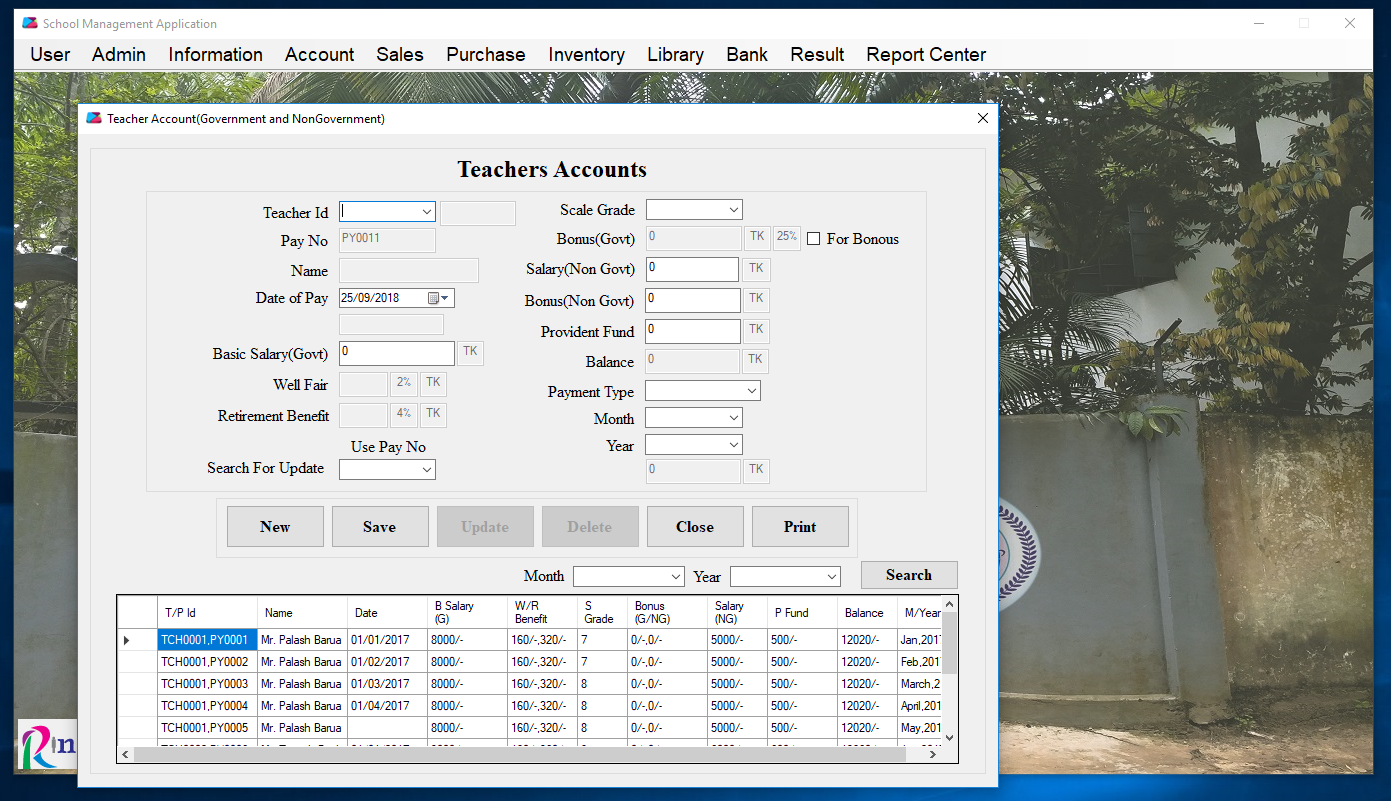 School Management Application
User Admin Information Account Sales Purchase Inventory Library Bank Result Report Center
Teacher Account(Government and NonGovernment)
Teachers Accounts
Teacher Id
Pay No PY0011
Name
Date of Pay 25/09/2018
Basic Salary(Govt) 0 TK
Well Fair 2% TK
Retirement Benefit 4% TK
Use Pay No
Search For Update
Scale Grade
Bonus(Govt) 0 TK 25% For Bonous
Salary(Non Govt) 0 TK
Bonus(Non Govt) 0 TK
Provident Fund 0 TK
Balance 0 TK
Payment Type
Month
Year
0 TK
New Save Update Delete Close Print
Month Year Search
T/P Id Name Date B Salary (G) W/R Benefit S Grade Bonus (G/NG) Salary (NG) P Fund Balance M/Year
TCH0001,PY0001 Mr. Palash Barua 01/01/2017 8000/- 160/-,320/- 7 0/-,0/- 5000/- 500/- 12020/- Jan,2017
TCH0001,PY0002 Mr. Palash Barua 01/02/2017 8000/- 160/-,320/- 7 0/-,0/- 5000/- 500/- 12020/- Feb,201
TCH0001,PY0003 Mr. Palash Barua 01/03/2017 8000/- 160/-,320/- 8 0/-,0/- 5000/- 500/- 12020/- March,2
TCH0001,PY0004 Mr. Palash Barua 01/04/2017 8000/- 160/-,320/- 8 0/-,0/- 5000/- 500/- 12020/- April,201
TCH0001,PY0005 Mr. Palash Barua 8000/- 160/-,320/- 8 0/-,0/- 5000/- 500/- 12020/- May,201
Rin